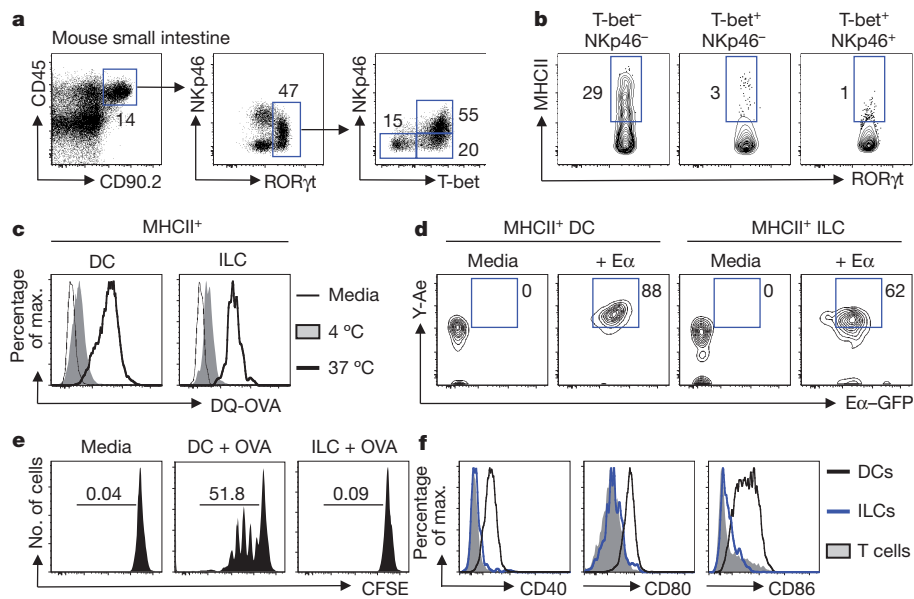 a
Mouse small intestine
CD45
14
CD90.2
NKp46
47
RORγt
NKp46
15
55
20
T-bet
b
T-bet– T-bet+ T-bet+
NKp46– NKp46– NKp46+
MHCII
29
3
1
RORγt
c
MHCII+
DC ILC
Percentage
of max.
Media
4 ºC
37 ºC
DQ-OVA
d
MHCII+ DC MHCII+ ILC
Media + Eα Media + Eα
Y-Ae
0
88
0
62
Eα–GFP
e
Media DC + OVA ILC + OVA
No. of cells
0.04 51.8 0.09
CFSE
f
Percentage
of max.
DCs
ILCs
T cells
CD40 CD80 CD86